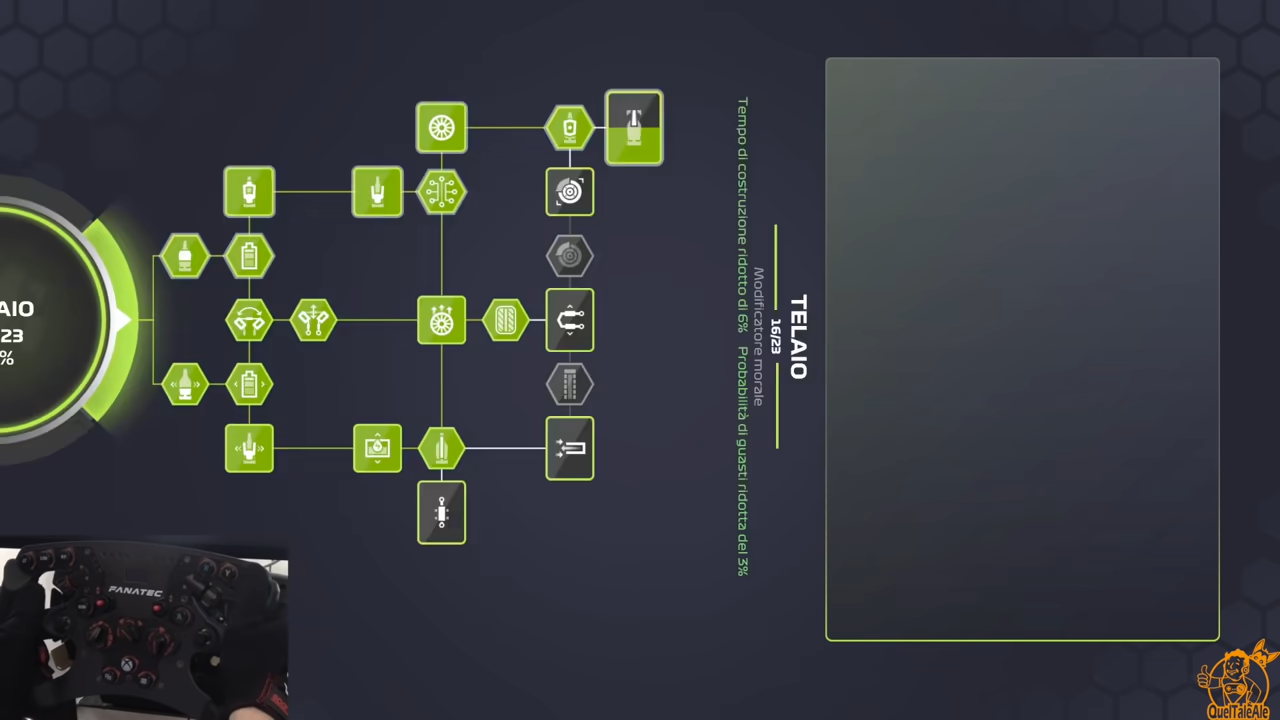 AIO
23
%
TELAIO
16/23
Modificatore morale
Tempo di costruzione ridotto di 6% Probabilità di guasti ridotta del 3%
FANATEC
QuelTaleAle